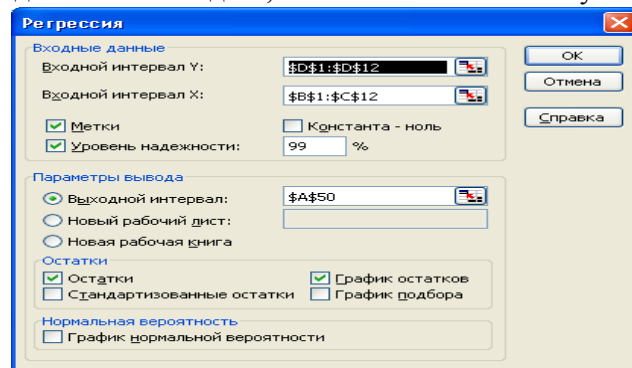 Регрессия
Входные данные
Входной интервал Y: $D$1:$D$12
Входной интервал X: $B$1:$C$12
Метки Константа - ноль
Уровень надежности: 99 %
ОК
Отмена
Справка
Параметры вывода
Выходной интервал: $A$50
Новый рабочий лист:
Новая рабочая книга
Остатки
Остатки График остатков
Стандартизованные остатки График подбора
Нормальная вероятность
График нормальной вероятности